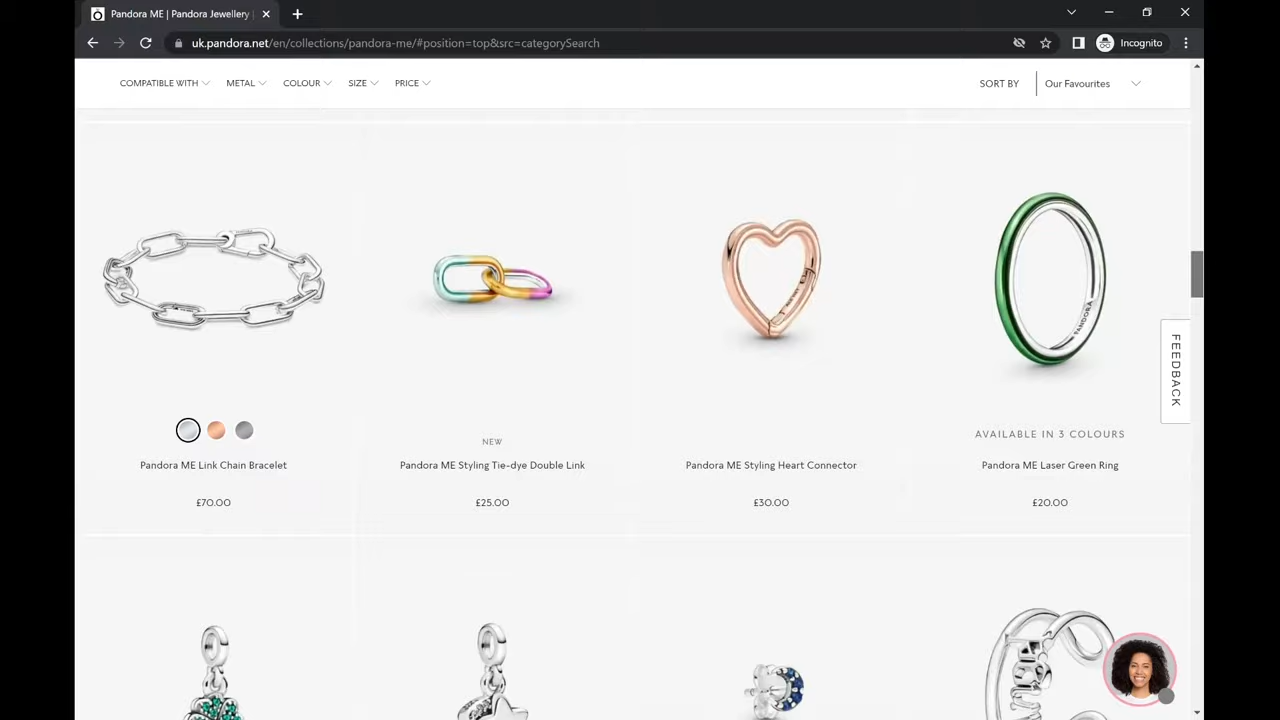 Pandora ME | Pandora Jewellery
uk.pandora.net/en/collections/pandora-me/#position=top&src=categorySearch
Incognito
COMPATIBLE WITH METAL COLOUR SIZE PRICE
SORT BY Our Favourites
PANDORA
FEEDBACK
NEW
AVAILABLE IN 3 COLOURS
Pandora ME Link Chain Bracelet
Pandora ME Styling Tie-dye Double Link
Pandora ME Styling Heart Connector
Pandora ME Laser Green Ring
£70.00
£25.00
£30.00
£20.00